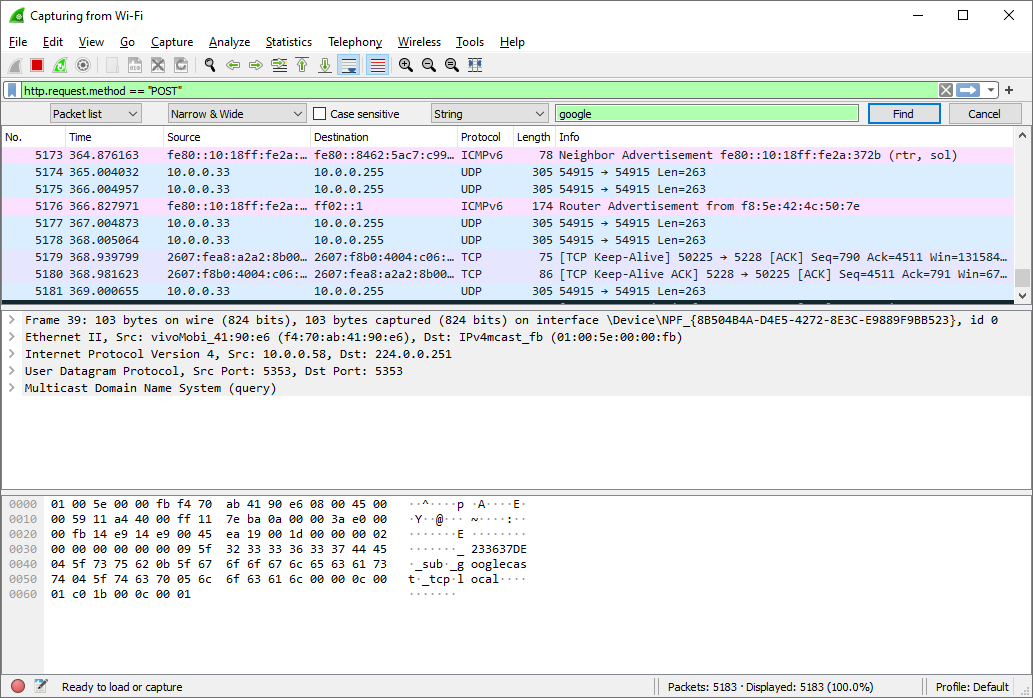 Capturing from Wi-Fi
File Edit View Go Capture Analyze Statistics Telephony Wireless Tools Help
http.request.method == "POST"
Packet list Narrow & Wide Case sensitive String google Find Cancel
No. Time Source Destination Protocol Length Info
5173 364.876163 fe80::10:18ff:fe2a:… fe80::8462:5ac7:c99… ICMPv6 78 Neighbor Advertisement fe80::10:18ff:fe2a:372b (rtr, sol)
5174 365.004032 10.0.0.33 10.0.0.255 UDP 305 54915 → 54915 Len=263
5175 365.004957 10.0.0.33 10.0.0.255 UDP 305 54915 → 54915 Len=263
5176 366.827971 fe80::10:18ff:fe2a:… ff02::1 ICMPv6 174 Router Advertisement from f8:5e:42:4c:50:7e
5177 367.004873 10.0.0.33 10.0.0.255 UDP 305 54915 → 54915 Len=263
5178 368.005064 10.0.0.33 10.0.0.255 UDP 305 54915 → 54915 Len=263
5179 368.939799 2607:fea8:a2a2:8b00… 2607:f8b0:4004:c06:… TCP 75 [TCP Keep-Alive] 50225 → 5228 [ACK] Seq=790 Ack=4511 Win=131584…
5180 368.981623 2607:f8b0:4004:c06:… 2607:fea8:a2a2:8b00… TCP 86 [TCP Keep-Alive ACK] 5228 → 50225 [ACK] Seq=4511 Ack=791 Win=67…
5181 369.000655 10.0.0.33 10.0.0.255 UDP 305 54915 → 54915 Len=263
Frame 39: 103 bytes on wire (824 bits), 103 bytes captured (824 bits) on interface \Device\NPF_{8B504B4A-D4E5-4272-8E3C-E9889F9BB523}, id 0
Ethernet II, Src: vivoMobi_41:90:e6 (f4:70:ab:41:90:e6), Dst: IPv4mcast_fb (01:00:5e:00:00:fb)
Internet Protocol Version 4, Src: 10.0.0.58, Dst: 224.0.0.251
User Datagram Protocol, Src Port: 5353, Dst Port: 5353
Multicast Domain Name System (query)
0000 01 00 5e 00 00 fb f4 70 ab 41 90 e6 08 00 45 00 ··^····p ·A····E·
0010 00 59 11 a4 40 00 ff 11 7e ba 0a 00 00 3a e0 00 ·Y··@··· ~····:··
0020 00 fb 14 e9 14 e9 00 45 ea 19 00 1d 00 00 00 02 ·······E ········
0030 00 00 00 00 00 00 09 5f 32 33 33 36 33 37 44 45 ·······_ 233637DE
0040 04 5f 73 75 62 0b 5f 67 6f 6f 67 6c 65 63 61 73 ·_sub·_g ooglecas
0050 74 04 5f 74 63 70 05 6c 6f 63 61 6c 00 00 0c 00 t·_tcp·l ocal····
0060 01 c0 1b 00 0c 00 01 ·······
Ready to load or capture Packets: 5183 · Displayed: 5183 (100.0%) Profile: Default